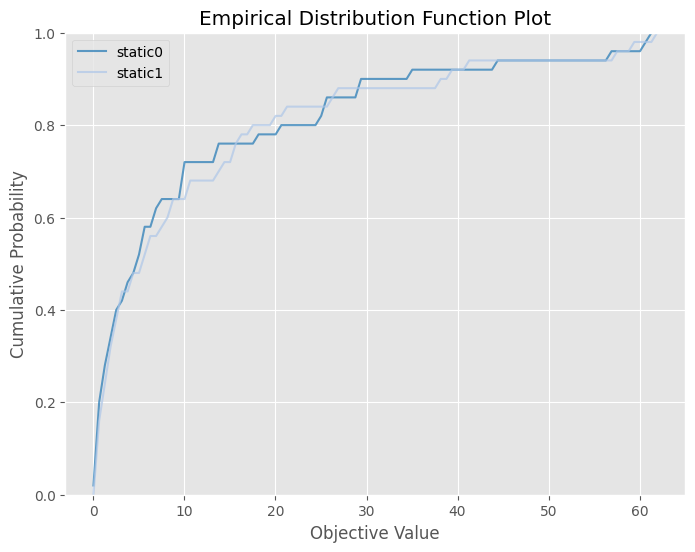 Empirical Distribution Function Plot
static0
static1
Cumulative Probability
1.0
0.8
0.6
0.4
0.2
0.0
0 10 20 30 40 50 60
Objective Value